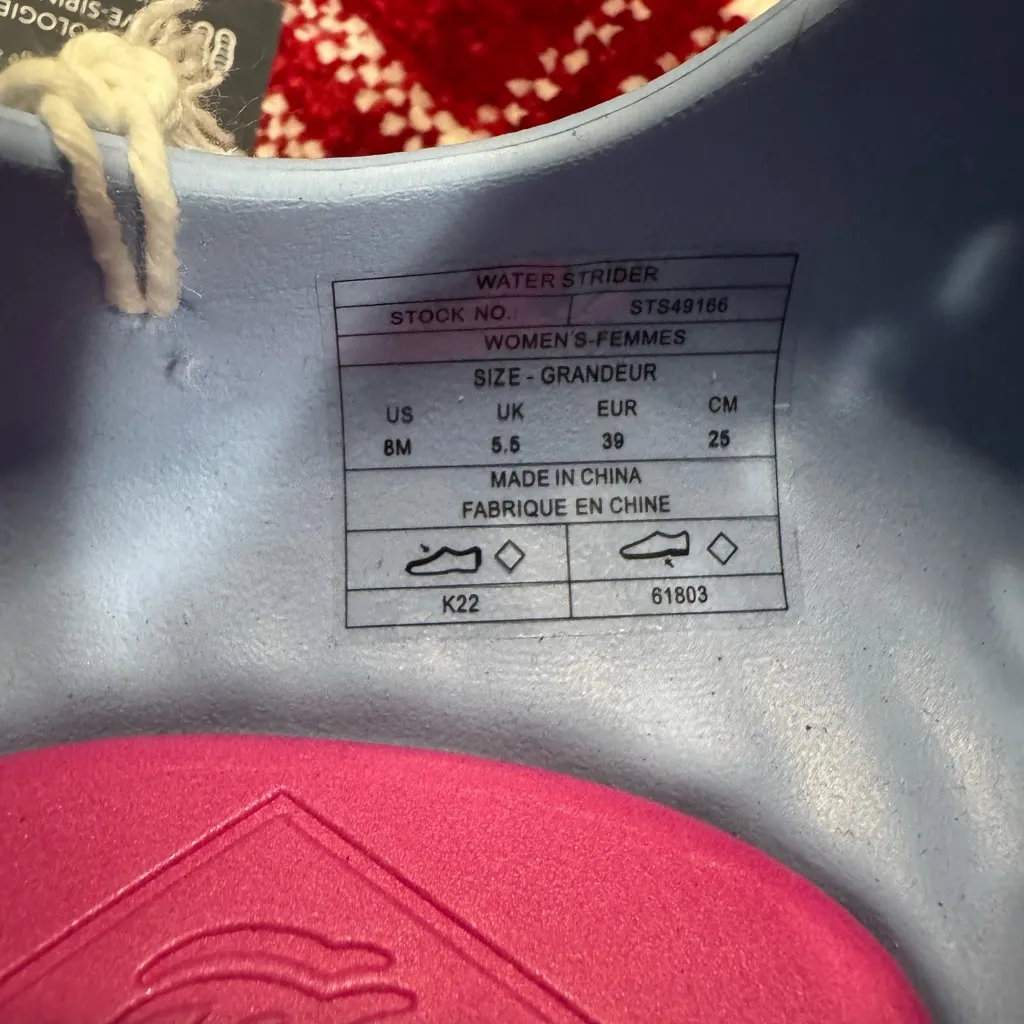 WATER STRIDER
STOCK NO.: STS49166
WOMEN'S-FEMMES
SIZE - GRANDEUR
US UK EUR CM
8M 5.5 39 25
MADE IN CHINA
FABRIQUE EN CHINE
K22 61803